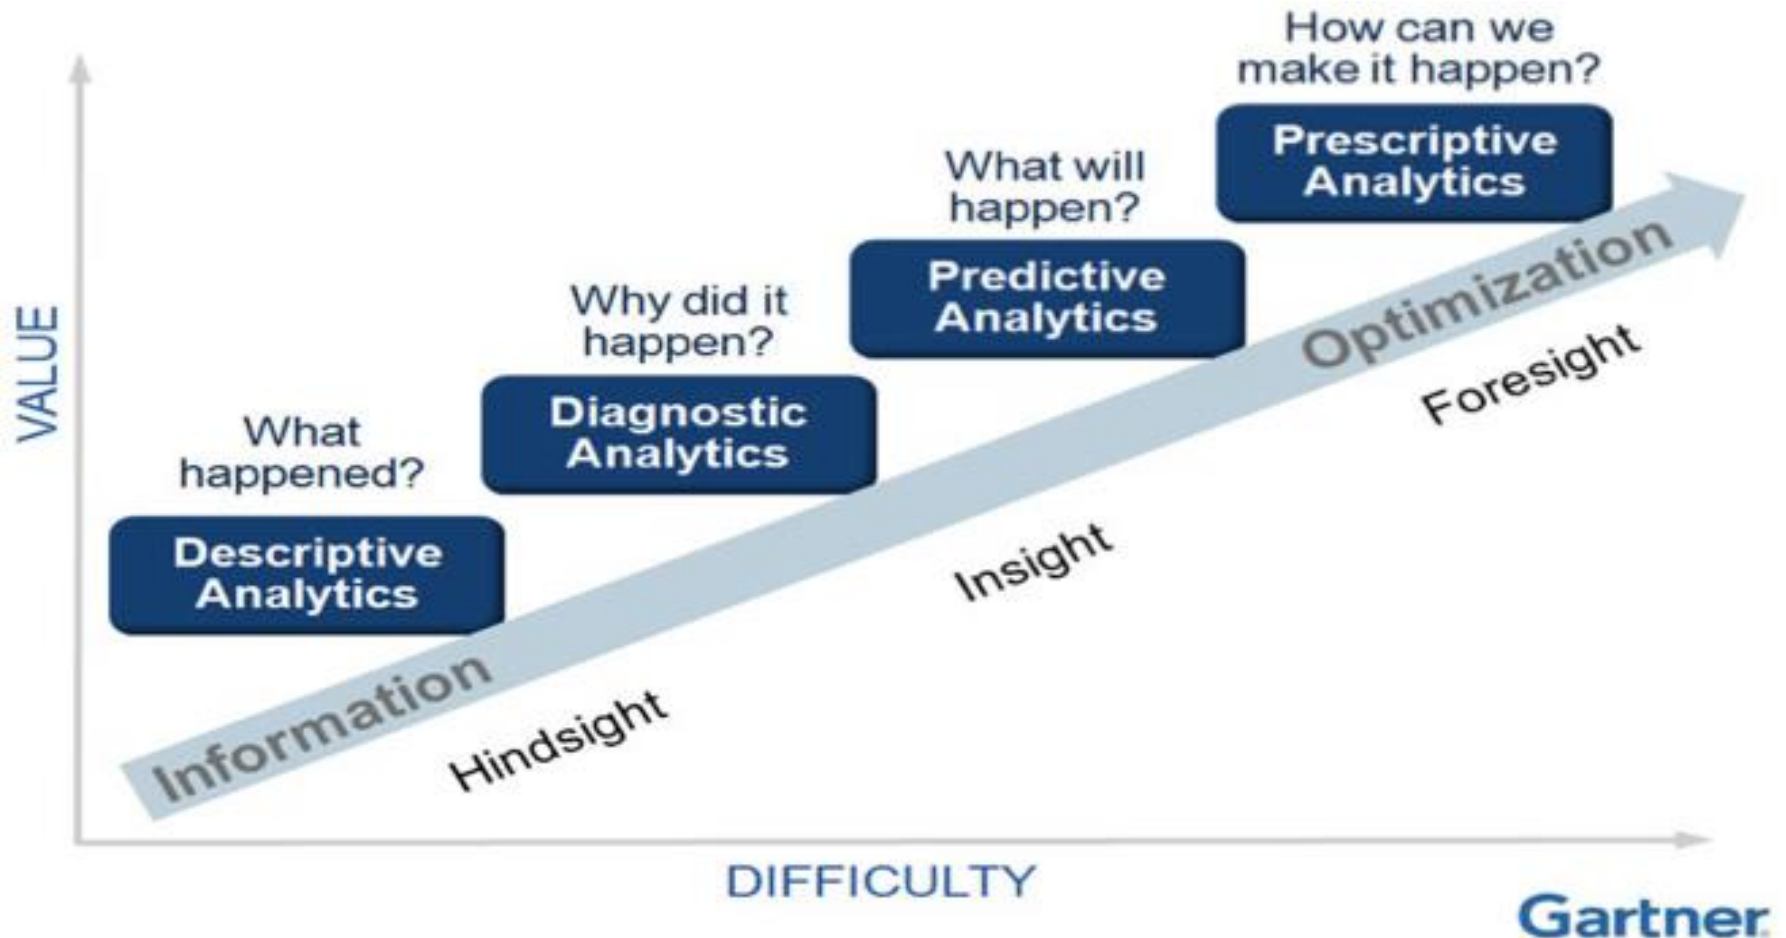 How can we
make it happen?
Prescriptive
Analytics
What will
happen?
Predictive
Analytics
Why did it
happen?
Diagnostic
Analytics
What
happened?
Descriptive
Analytics
VALUE
Information
Optimization
Hindsight
Insight
Foresight
DIFFICULTY
Gartner